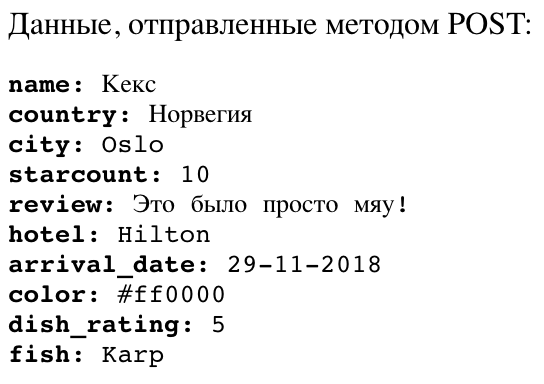 Данные, отправленные методом POST:
name: Кекс
country: Норвегия
city: Oslo
starcount: 10
review: Это было просто мяу!
hotel: Hilton
arrival_date: 29-11-2018
color: #ff0000
dish_rating: 5
fish: Karp